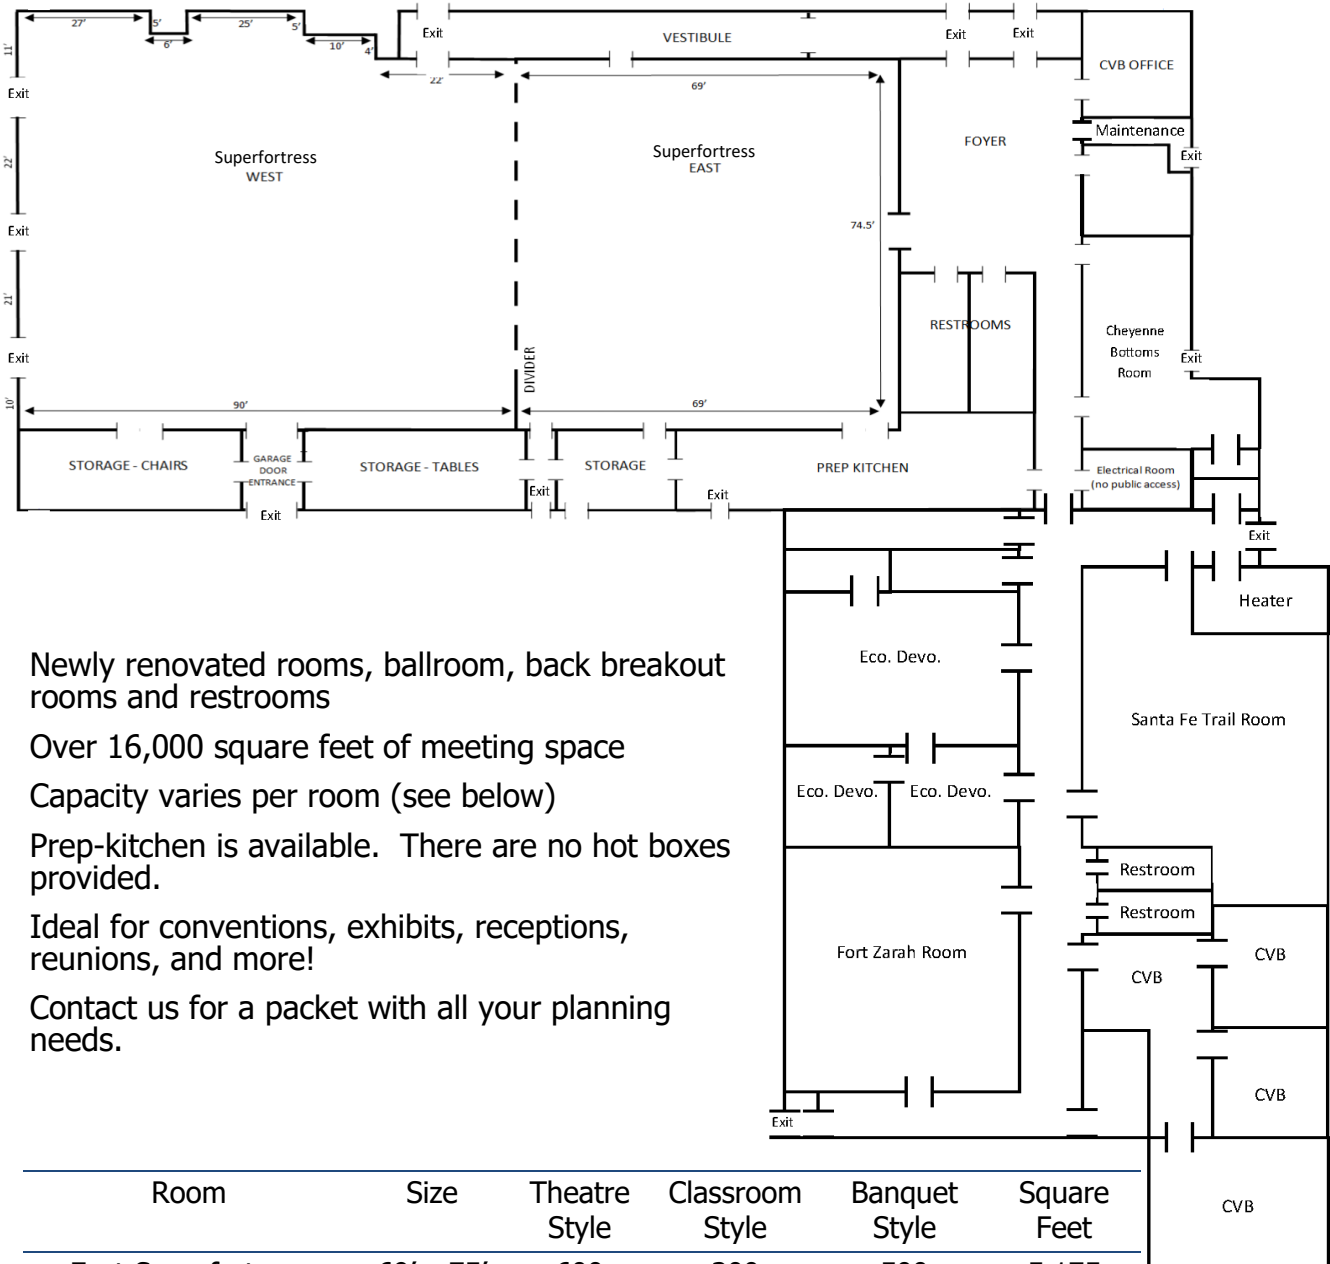 27'
5'
25'
5'
6'
10'
4'
11'
Exit
VESTIBULE
Exit
Exit
CVB OFFICE
22'
69'
Exit
Maintenance
FOYER
Superfortress
WEST
Superfortress
EAST
Exit
22'
74.5'
Exit
21'
RESTROOMS
Cheyenne
Bottoms
Room
Exit
Exit
DIVIDER
10'
90'
69'
STORAGE - CHAIRS
GARAGE
DOOR
ENTRANCE
STORAGE - TABLES
STORAGE
PREP KITCHEN
Electrical Room
(no public access)
Exit
Exit
Exit
Exit
Heater
Eco. Devo.
Santa Fe Trail Room
Eco. Devo.
Eco. Devo.
Restroom
Restroom
Fort Zarah Room
CVB
CVB
CVB
Exit
CVB
Newly renovated rooms, ballroom, back breakout
rooms and restrooms
Over 16,000 square feet of meeting space
Capacity varies per room (see below)
Prep-kitchen is available.  There are no hot boxes
provided.
Ideal for conventions, exhibits, receptions,
reunions, and more!
Contact us for a packet with all your planning
needs.
Room Size Theatre Style Classroom Style Banquet Style Square Feet